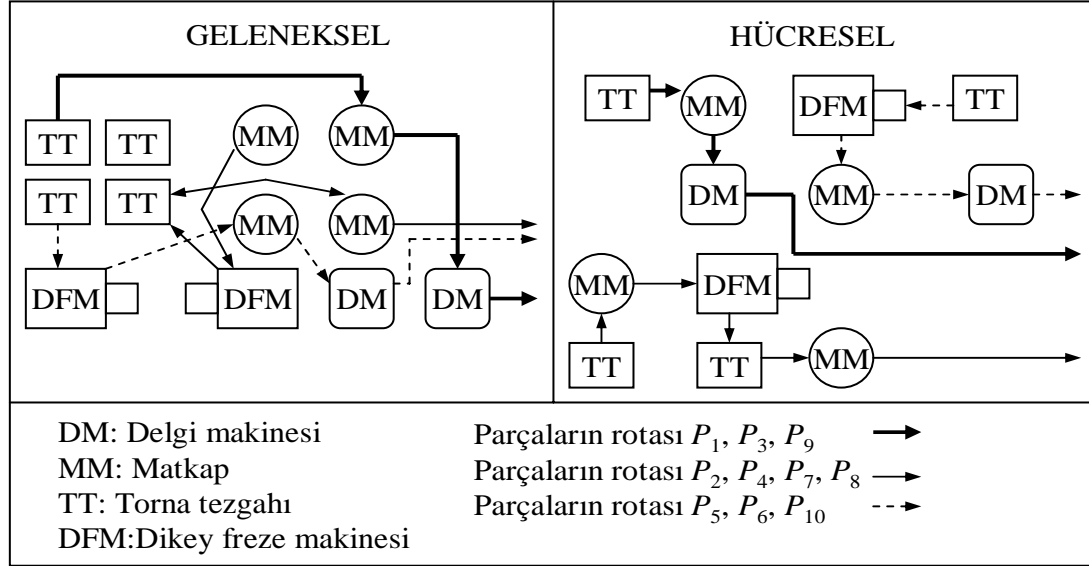 GELENEKSEL
TT TT MM MM
TT TT MM MM
DFM DFM DM DM
HÜCRESEL
TT MM DFM TT
DM MM DM
MM DFM
TT TT MM
DM: Delgi makinesi
MM: Matkap
TT: Torna tezgahı
DFM:Dikey freze makinesi
Parçaların rotası P1, P3, P9
Parçaların rotası P2, P4, P7, P8
Parçaların rotası P5, P6, P10